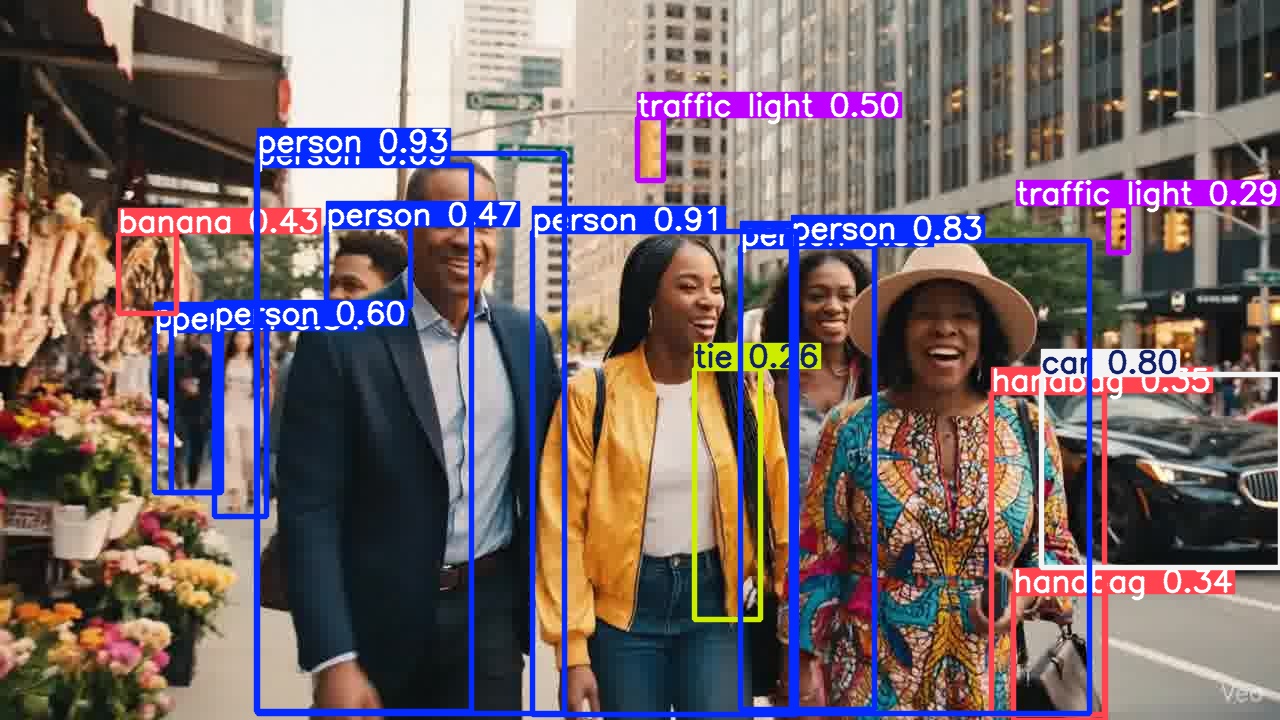 traffic light 0.50
person 0.93
traffic light 0.29
banana 0.43
person 0.47
person 0.91
person 0.83
person 0.60
tie 0.26
car 0.80
handbag 0.35
handbag 0.34
Veo